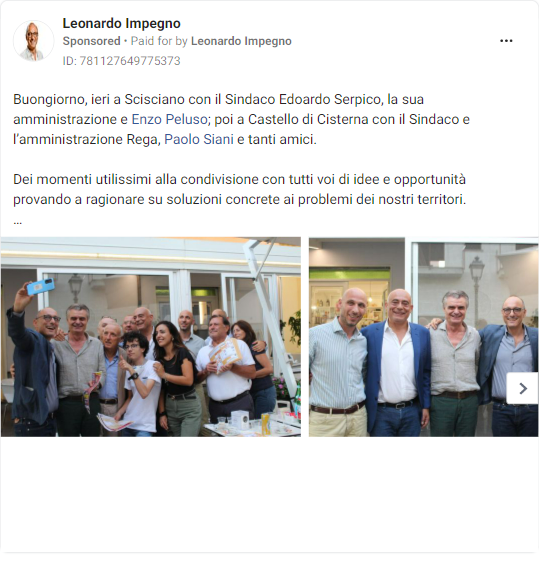 Leonardo Impegno
Sponsored • Paid for by Leonardo Impegno
ID: 781127649775373
Buongiorno, ieri a Scisciano con il Sindaco Edoardo Serpico, la sua
amministrazione e Enzo Peluso; poi a Castello di Cisterna con il Sindaco e
l'amministrazione Rega, Paolo Siani e tanti amici.
Dei momenti utilissimi alla condivisione con tutti voi di idee e opportunità
provando a ragionare su soluzioni concrete ai problemi dei nostri territori.
...